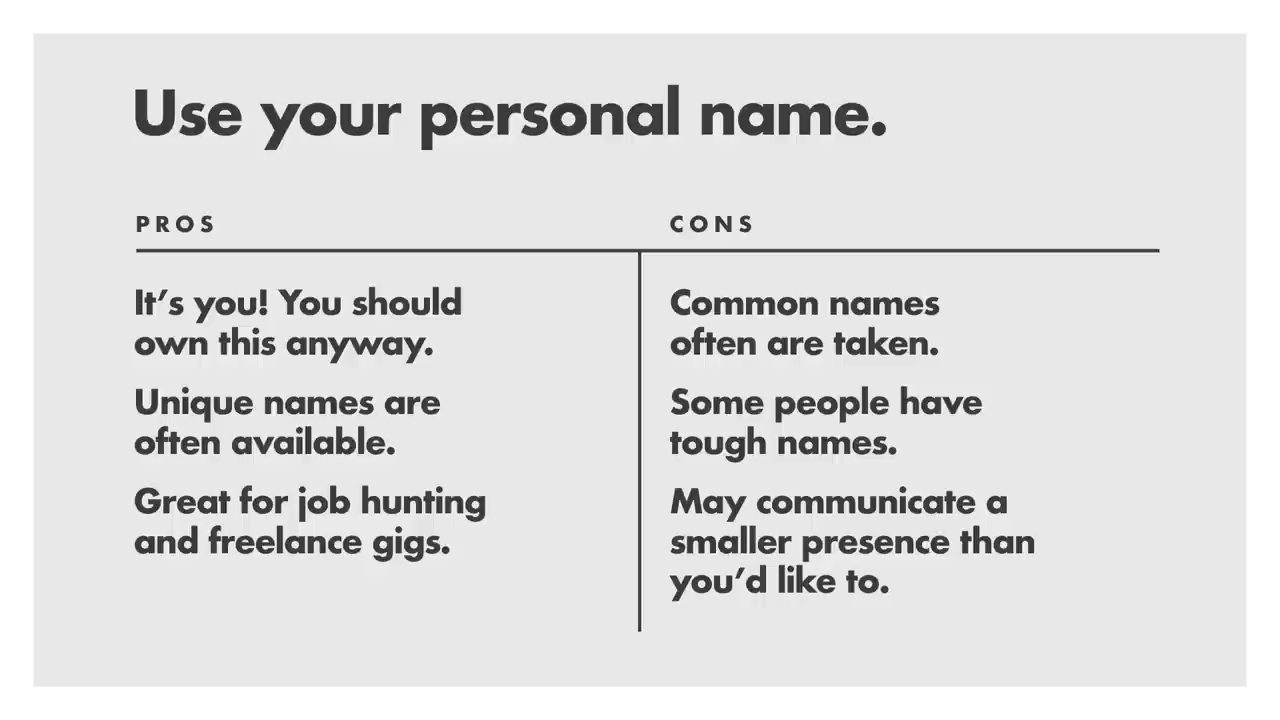 Use your personal name.
PROS
CONS
It’s you! You should
own this anyway.
Unique names are
often available.
Great for job hunting
and freelance gigs.
Common names
often are taken.
Some people have
tough names.
May communicate a
smaller presence than
you’d like to.